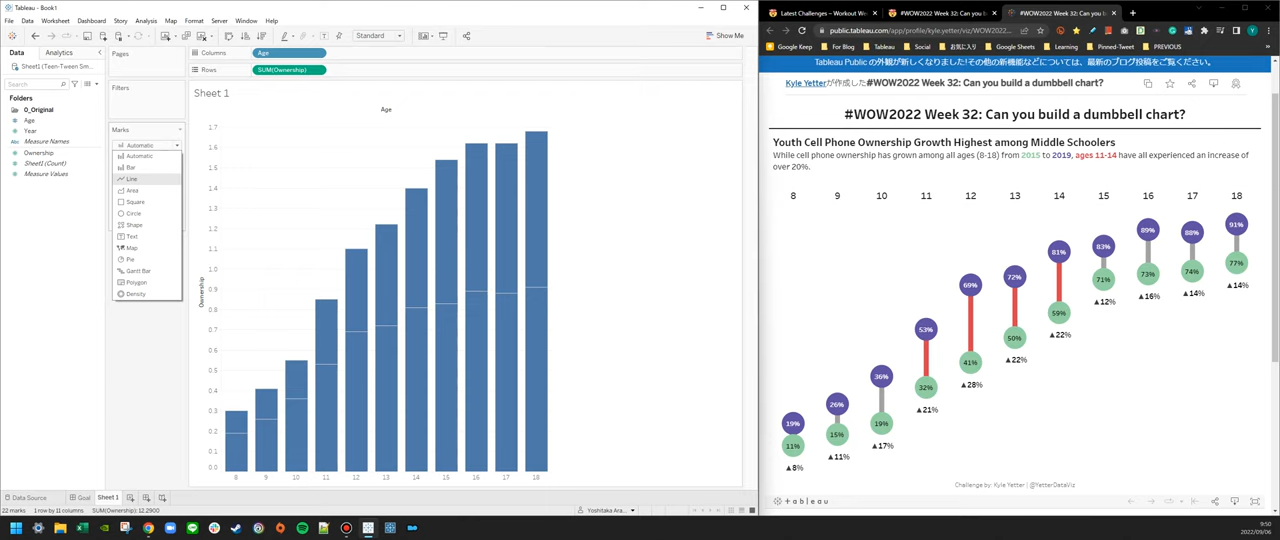 Tableau - Book1
File Data Worksheet Dashboard Story Analysis Map Format Server Window Help
Standard
Show Me
Data Analytics
Sheet1 (Teen-Tween Sm...
Search
Folders
0_Original
Age
Year
Measure Names
Ownership
Sheet1 (Count)
Measure Values
Pages
Filters
Marks
Automatic
Automatic
Bar
Line
Area
Square
Circle
Shape
Text
Map
Pie
Gantt Bar
Polygon
Density
Columns Age
Rows SUM(Ownership)
Sheet 1
Age
Ownership
1.7
1.6
1.5
1.4
1.3
1.2
1.1
1.0
0.9
0.8
0.7
0.6
0.5
0.4
0.3
0.2
0.1
0.0
8 9 10 11 12 13 14 15 16 17 18
Data Source Goal Sheet 1
22 marks 1 row by 11 columns SUM(Ownership): 12.2900
Yoshitaka Ara...
Latest Challenges – Workout We
#WOW2022 Week 32: Can you b
#WOW2022 Week 32: Can you b
public.tableau.com/app/profile/kyle.yetter/viz/WOW2022...
Google Keep For Blog Tableau Social お気に入り Google Sheets Learning Pinned-Tweet PREVIOUS
Tableau Public の外観が新しくなりました!その他の新機能などについては、最新のブログ投稿をご覧ください。
Kyle Yetterが作成した#WOW2022 Week 32: Can you build a dumbbell chart?
#WOW2022 Week 32: Can you build a dumbbell chart?
Youth Cell Phone Ownership Growth Highest among Middle Schoolers
While cell phone ownership has grown among all ages (8-18) from 2015 to 2019, ages 11-14 have all experienced an increase of
over 20%.
8 9 10 11 12 13 14 15 16 17 18
19% 26% 36% 53% 69% 72% 81% 83% 89% 88% 91%
11% 15% 19% 32% 41% 50% 59% 71% 73% 74% 77%
▲8% ▲11% ▲17% ▲21% ▲28% ▲22% ▲22% ▲12% ▲16% ▲14% ▲14%
Challenge by: Kyle Yetter | @YetterDataViz
+ableau
9:50
2022/09/06